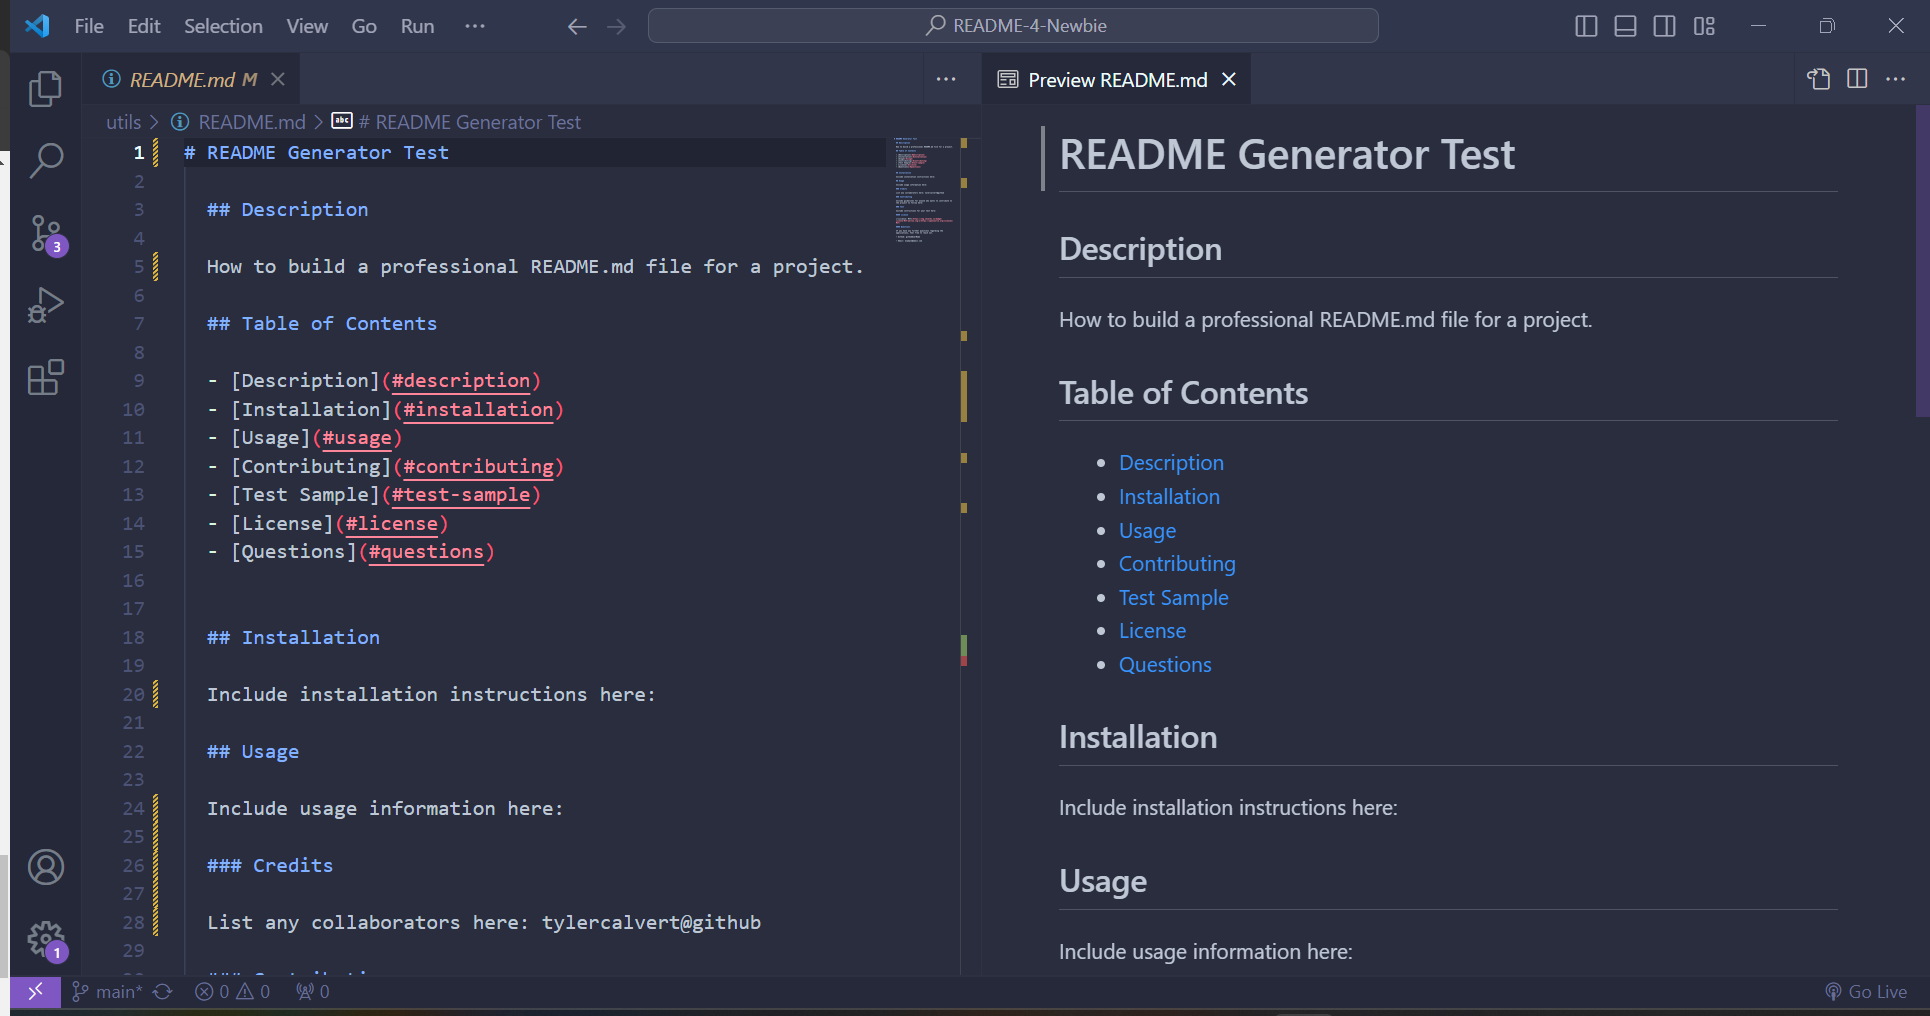 File Edit Selection View Go Run ···
README-4-Newbie
README.md M
Preview README.md
utils > README.md > # README Generator Test
1 # README Generator Test
2
3 ## Description
4
5 How to build a professional README.md file for a project.
6
7 ## Table of Contents
8
9 - [Description](#description)
10 - [Installation](#installation)
11 - [Usage](#usage)
12 - [Contributing](#contributing)
13 - [Test Sample](#test-sample)
14 - [License](#license)
15 - [Questions](#questions)
16
17
18 ## Installation
19
20 Include installation instructions here:
21
22 ## Usage
23
24 Include usage information here:
25
26 ### Credits
27
28 List any collaborators here: tylercalvert@github
29
README Generator Test
Description
How to build a professional README.md file for a project.
Table of Contents
• Description
• Installation
• Usage
• Contributing
• Test Sample
• License
• Questions
Installation
Include installation instructions here:
Usage
Include usage information here:
3
1
main* 0 0 0
Go Live